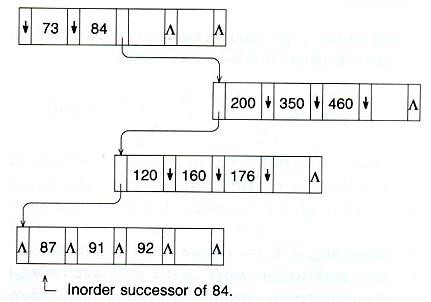 73 84 Λ Λ
200 350 460 Λ
120 160 176 Λ
Λ 87 Λ 91 Λ 92 Λ Λ
Inorder successor of 84.